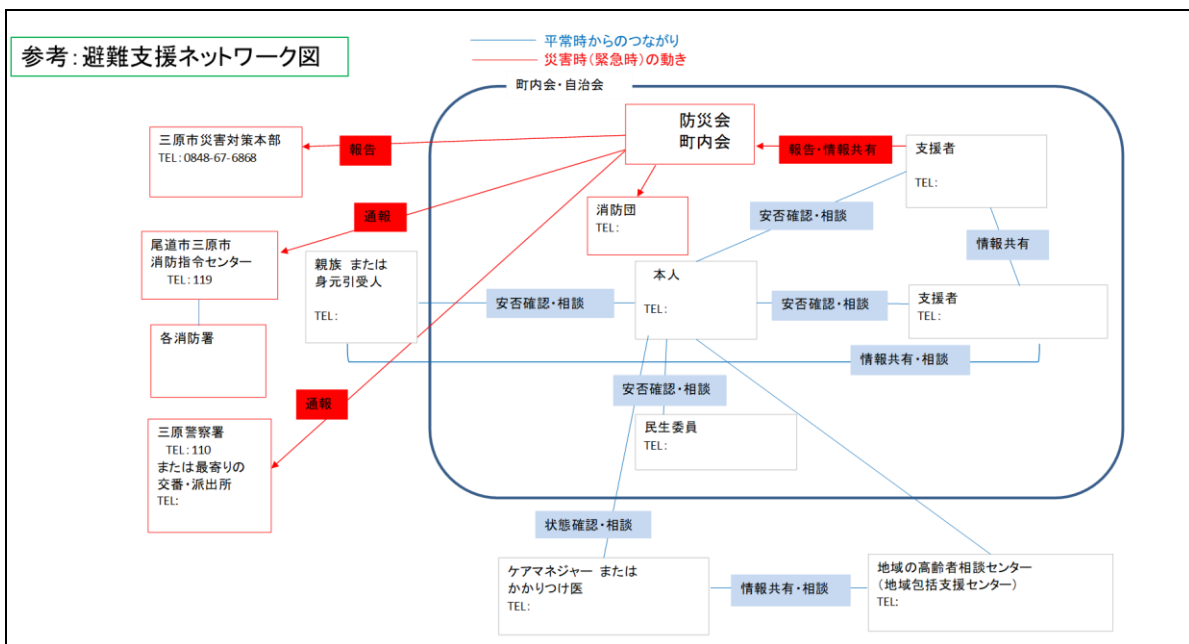 参考：避難支援ネットワーク図
平常時からのつながり
災害時（緊急時）の動き
町内会・自治会
防災会
町内会
三原市災害対策本部
TEL：0848-67-6868
報告
報告・情報共有
支援者
TEL：
通報
消防団
TEL：
安否確認・相談
尾道市三原市
消防指令センター
TEL：119
情報共有
親族 または
身元引受人
TEL：
安否確認・相談
本人
TEL：
安否確認・相談
支援者
TEL：
各消防署
情報共有・相談
安否確認・相談
通報
民生委員
TEL：
三原警察署
TEL：110
または最寄りの
交番・派出所
TEL：
状態確認・相談
ケアマネジャー または
かかりつけ医
TEL：
情報共有・相談
地域の高齢者相談センター
（地域包括支援センター）
TEL：